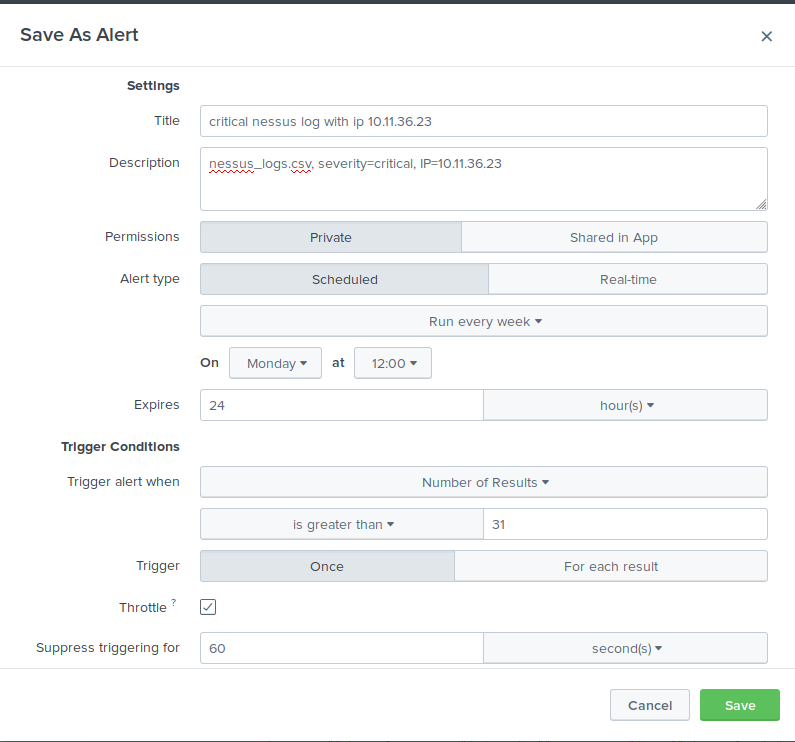 Save As Alert
×
Settings
Title critical nessus log with ip 10.11.36.23
Description nessus_logs.csv, severity=critical, IP=10.11.36.23
Permissions Private Shared in App
Alert type Scheduled Real-time
Run every week
On Monday at 12:00
Expires 24 hour(s)
Trigger Conditions
Trigger alert when Number of Results
is greater than 31
Trigger Once For each result
Throttle ?
Suppress triggering for 60 second(s)
Cancel Save